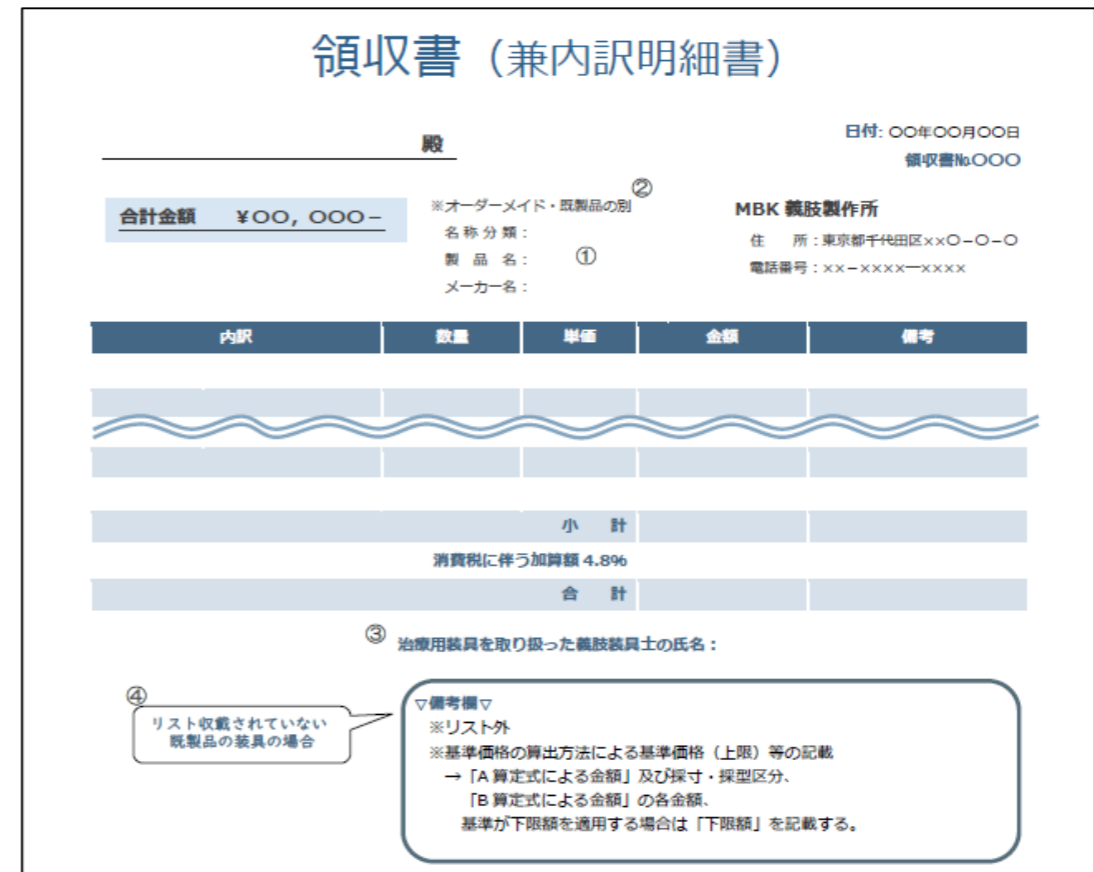 領収書（兼内訳明細書）
日付: 〇〇年〇〇月〇〇日
殿
領収書№〇〇〇
②
合計金額　￥〇〇, 〇〇〇−
※オーダーメイド・既製品の別
名称分類：
製品名：　①
メーカー名：
MBK 義肢製作所
住　所：東京都千代田区××〇−〇−〇
電話番号：××−××××−××××
内訳　数量　単価　金額　備考
小　計
消費税に伴う加算額 4.8%
合　計
③ 治療用装具を取り扱った義肢装具士の氏名：
④
リスト収載されていない
既製品の装具の場合
▽備考欄▽
※リスト外
※基準価格の算出方法による基準価格（上限）等の記載
→「A 算定式による金額」及び採寸・採型区分、
「B 算定式による金額」の各金額、
基準が下限額を適用する場合は「下限額」を記載する。